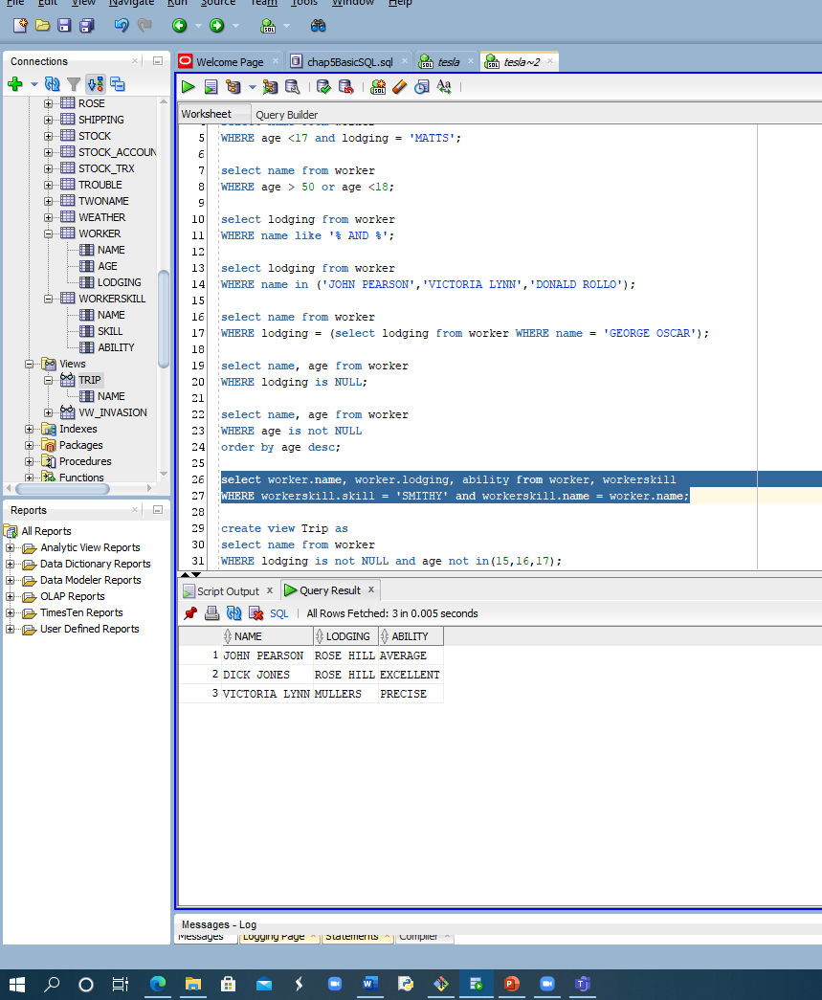 File Edit View Navigate Run Source Team Tools Window Help
Connections
Welcome Page chap5BasicSQL.sql tesla tesla~2
Worksheet Query Builder
ROSE
SHIPPING
STOCK
STOCK_ACCOUN
STOCK_TRX
TROUBLE
TWONAME
WEATHER
WORKER
NAME
AGE
LODGING
WORKERSKILL
NAME
SKILL
ABILITY
Views
TRIP
NAME
VW_INVASION
Indexes
Packages
Procedures
Functions
Reports
All Reports
Analytic View Reports
Data Dictionary Reports
Data Modeler Reports
OLAP Reports
TimesTen Reports
User Defined Reports
select name from worker
5 WHERE age <17 and lodging = 'MATTS';
6
7 select name from worker
8 WHERE age > 50 or age <18;
9
10 select lodging from worker
11 WHERE name like '% AND %';
12
13 select lodging from worker
14 WHERE name in ('JOHN PEARSON','VICTORIA LYNN','DONALD ROLLO');
15
16 select name from worker
17 WHERE lodging = (select lodging from worker WHERE name = 'GEORGE OSCAR');
18
19 select name, age from worker
20 WHERE lodging is NULL;
21
22 select name, age from worker
23 WHERE age is not NULL
24 order by age desc;
25
26 select worker.name, worker.lodging, ability from worker, workerskill
27 WHERE workerskill.skill = 'SMITHY' and workerskill.name = worker.name;
28
29 create view Trip as
30 select name from worker
31 WHERE lodging is not NULL and age not in(15,16,17);
Script Output x Query Result x
SQL | All Rows Fetched: 3 in 0.005 seconds
NAME LODGING ABILITY
1 JOHN PEARSON ROSE HILL AVERAGE
2 DICK JONES ROSE HILL EXCELLENT
3 VICTORIA LYNN MULLERS PRECISE
Messages - Log
Messages Logging Page Statements Compiler